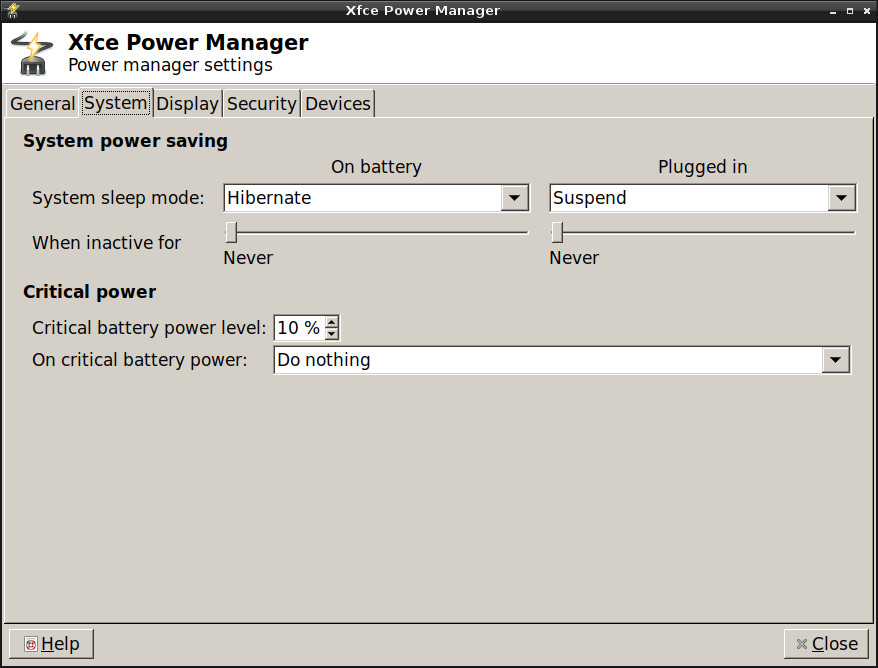 Xfce Power Manager
Xfce Power Manager
Power manager settings
General System Display Security Devices
System power saving
On battery Plugged in
System sleep mode: Hibernate Suspend
When inactive for
Never Never
Critical power
Critical battery power level: 10 %
On critical battery power: Do nothing
Help Close